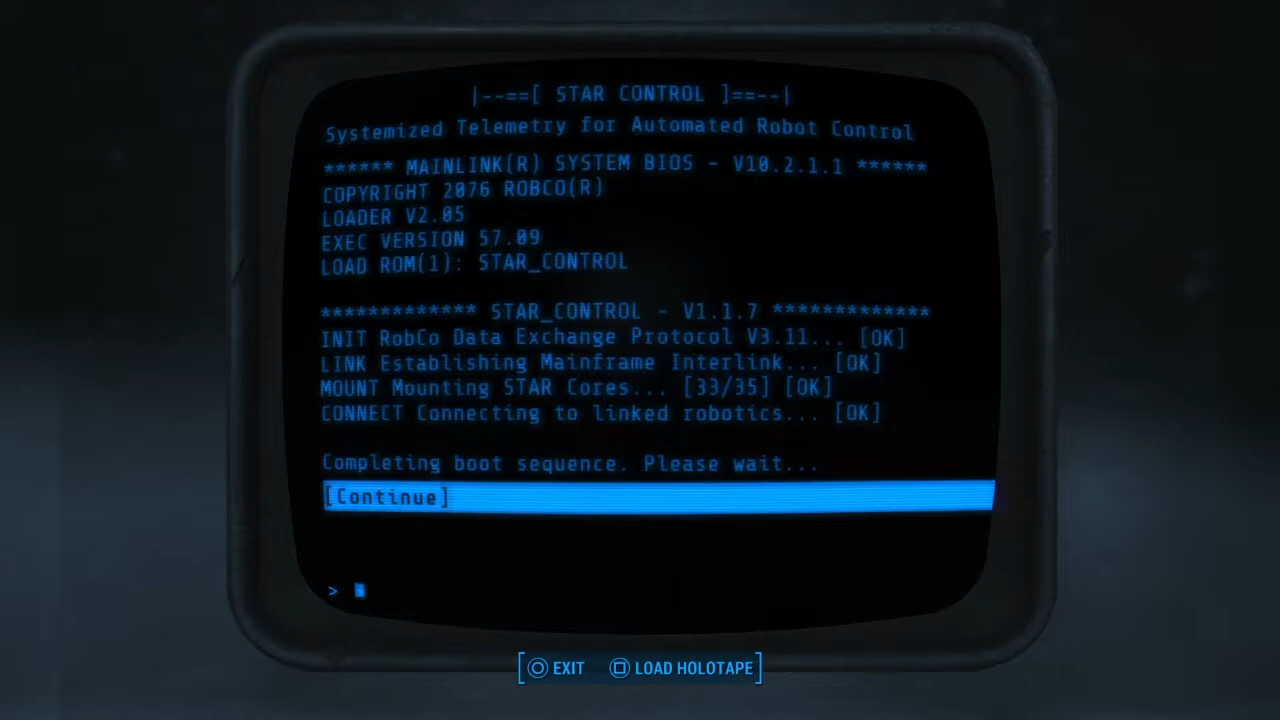 |--==[ STAR CONTROL ]==--|
Systemized Telemetry for Automated Robot Control
****** MAINLINK(R) SYSTEM BIOS - V10.2.1.1 ******
COPYRIGHT 2076 ROBCO(R)
LOADER V2.05
EXEC VERSION 57.09
LOAD ROM(1): STAR_CONTROL
************* STAR_CONTROL - V1.1.7 *************
INIT RobCo Data Exchange Protocol V3.11... [OK]
LINK Establishing Mainframe Interlink... [OK]
MOUNT Mounting STAR Cores... [33/35] [OK]
CONNECT Connecting to linked robotics... [OK]
Completing boot sequence. Please wait...
[Continue]
>
EXIT LOAD HOLOTAPE